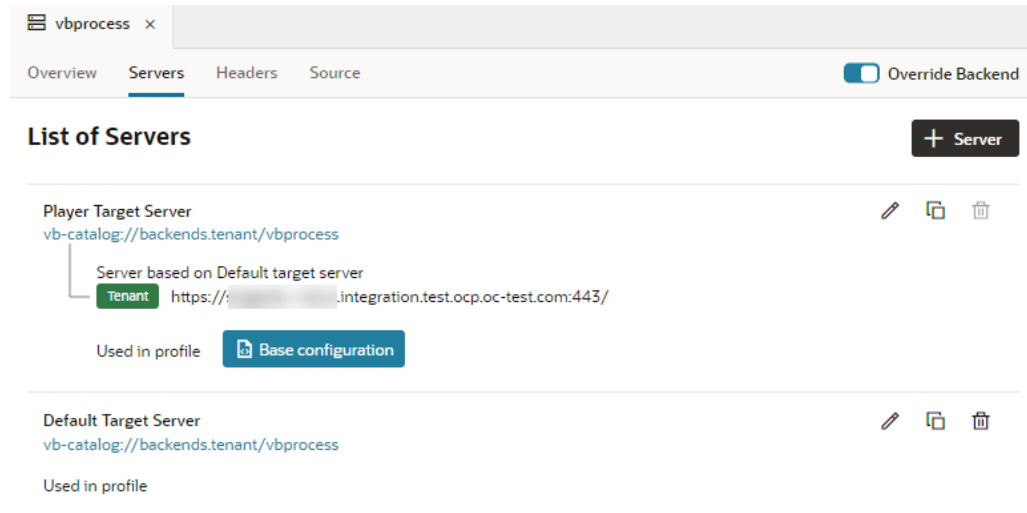 vbprocess ×
Overview Servers Headers Source Override Backend
List of Servers + Server
Player Target Server
vb-catalog://backends.tenant/vbprocess
Server based on Default target server
Tenant https:// .integration.test.ocp.oc-test.com:443/
Used in profile Base configuration
Default Target Server
vb-catalog://backends.tenant/vbprocess
Used in profile